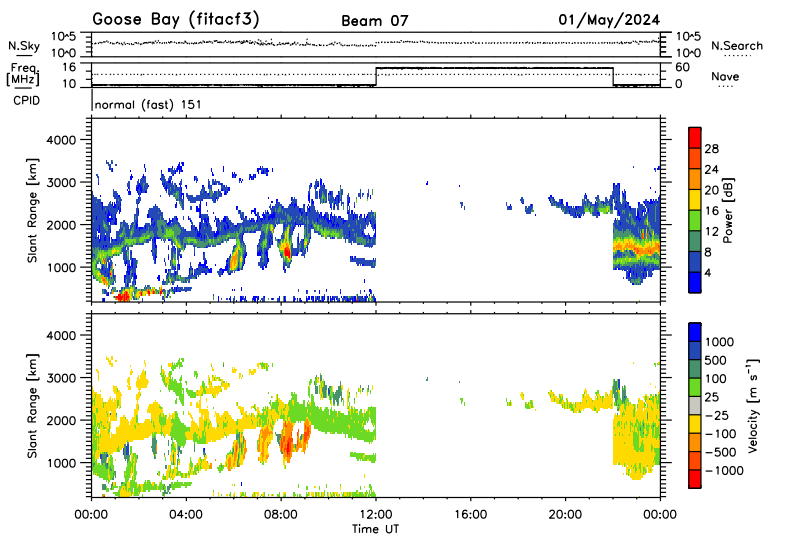 Goose Bay (fitacf3) Beam 07 01/May/2024
N.Sky 10^5 10^0 10^5 10^0 N.Search
Freq. [MHz] 16 10 60 0 Nave
CPID normal (fast) 151
4000
3000
2000
1000
Slant Range [km]
28
24
20
16
12
8
4
Power [dB]
4000
3000
2000
1000
Slant Range [km]
1000
500
100
25
-25
-100
-500
-1000
Velocity [m s⁻¹]
00:00 04:00 08:00 12:00 16:00 20:00 00:00
Time UT